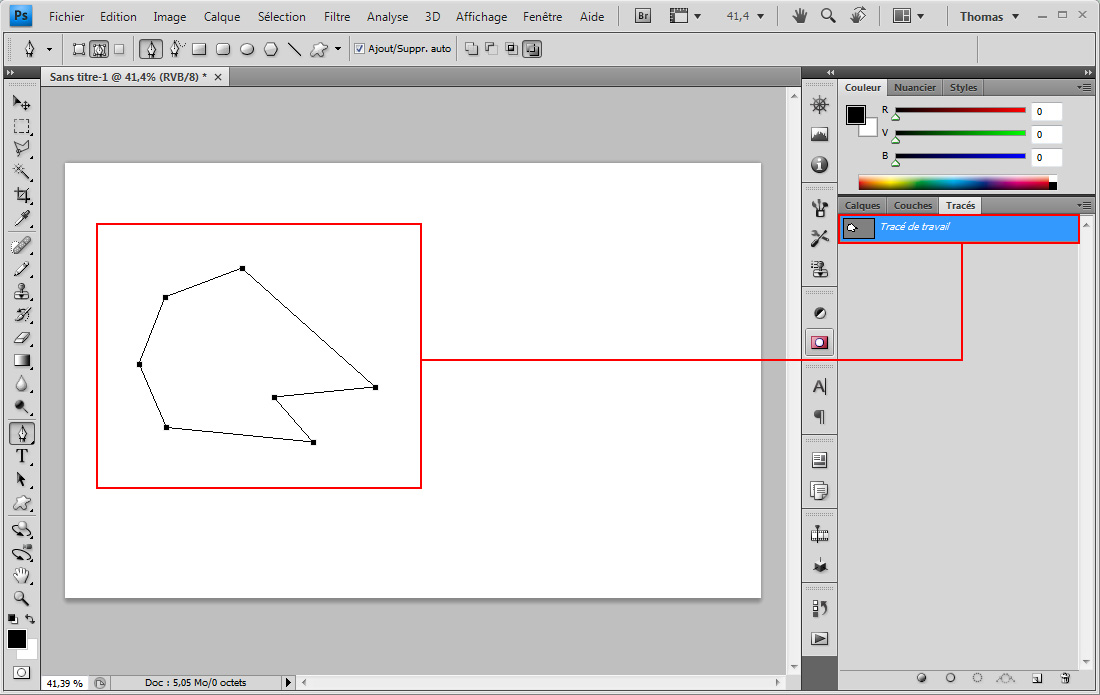 Ps Fichier Edition Image Calque Sélection Filtre Analyse 3D Affichage Fenêtre Aide Br 41,4 Thomas
Ajout/Suppr. auto
Sans titre-1 @ 41,4% (RVB/8) *
Couleur Nuancier Styles
R 0
V 0
B 0
Calques Couches Tracés
Tracé de travail
A
T
41,39 % Doc : 5,05 Mo/0 octets